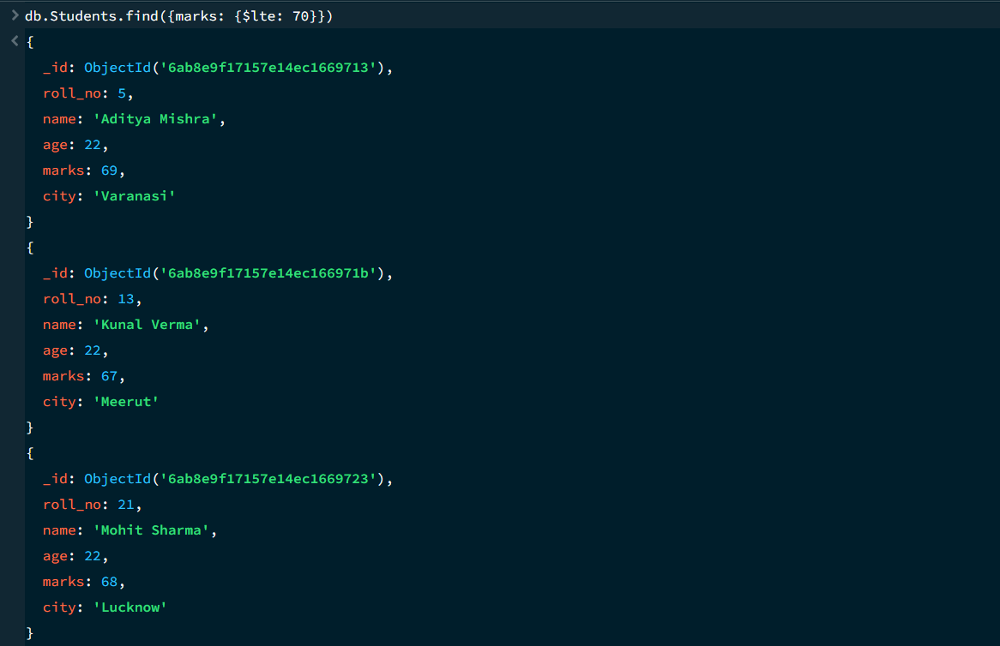 > db.Students.find({marks: {$lte: 70}})
< {
_id: ObjectId('6ab8e9f17157e14ec1669713'),
roll_no: 5,
name: 'Aditya Mishra',
age: 22,
marks: 69,
city: 'Varanasi'
}
{
_id: ObjectId('6ab8e9f17157e14ec166971b'),
roll_no: 13,
name: 'Kunal Verma',
age: 22,
marks: 67,
city: 'Meerut'
}
{
_id: ObjectId('6ab8e9f17157e14ec1669723'),
roll_no: 21,
name: 'Mohit Sharma',
age: 22,
marks: 68,
city: 'Lucknow'
}